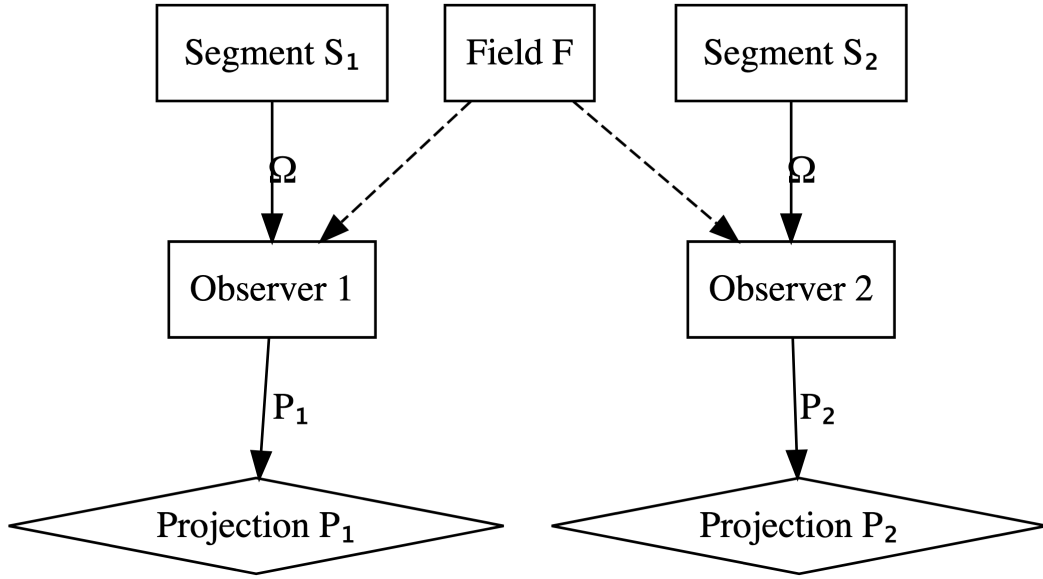 Segment S₁
Field F
Segment S₂
Ω
Ω
Observer 1
Observer 2
P₁
P₂
Projection P₁
Projection P₂